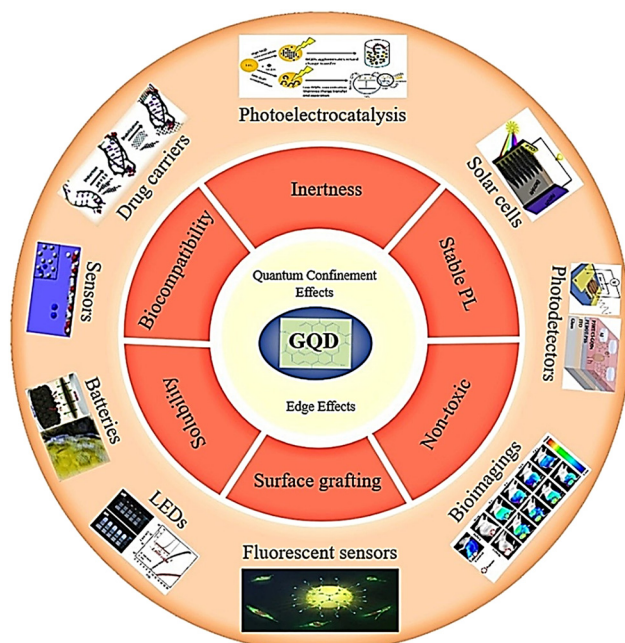 Photoelectrocatalysis
Solar cells
Photodetectors
Bioimagings
Fluorescent sensors
LEDs
Batteries
Sensors
Drug carriers
Inertness
Stable PL
Non-toxic
Surface grafting
Solubility
Biocompatibility
Quantum Confinement
Effects
GQD
Edge Effects